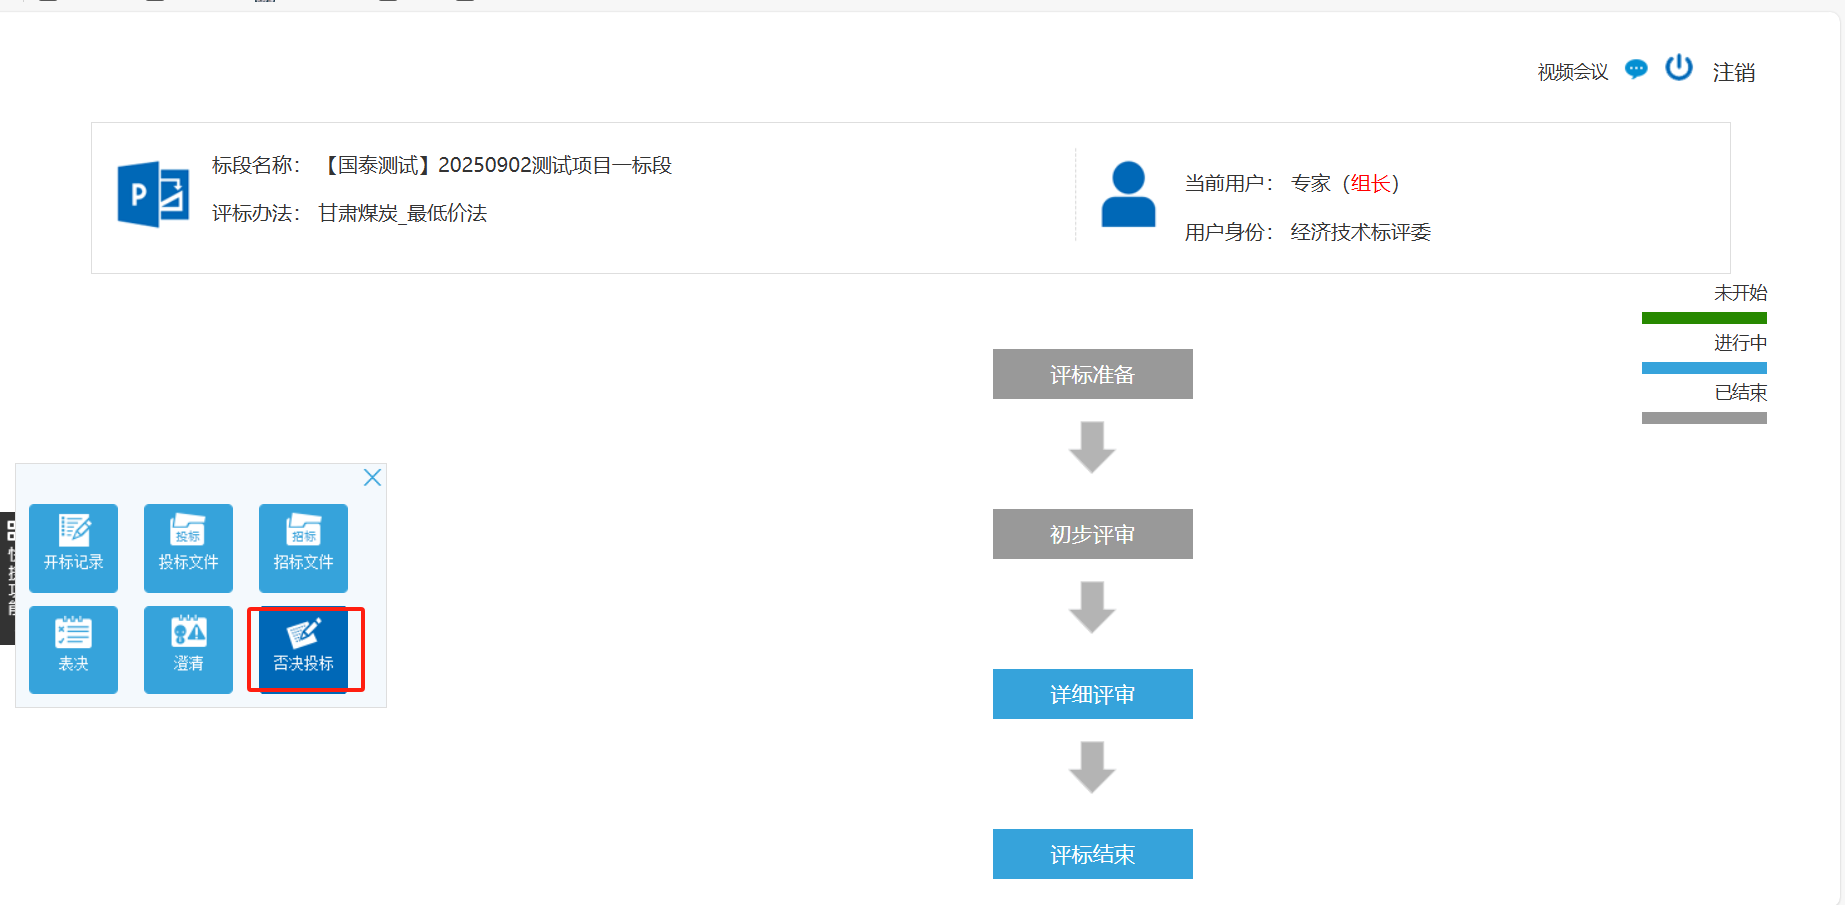 视频会议 注销
标段名称： 【国泰测试】20250902测试项目一标段
评标办法： 甘肃煤炭_最低价法
当前用户： 专家（组长）
用户身份： 经济技术标评委
未开始
进行中
已结束
评标准备
初步评审
详细评审
评标结束
开标记录
投标
投标文件
招标
招标文件
表决
澄清
否决投标